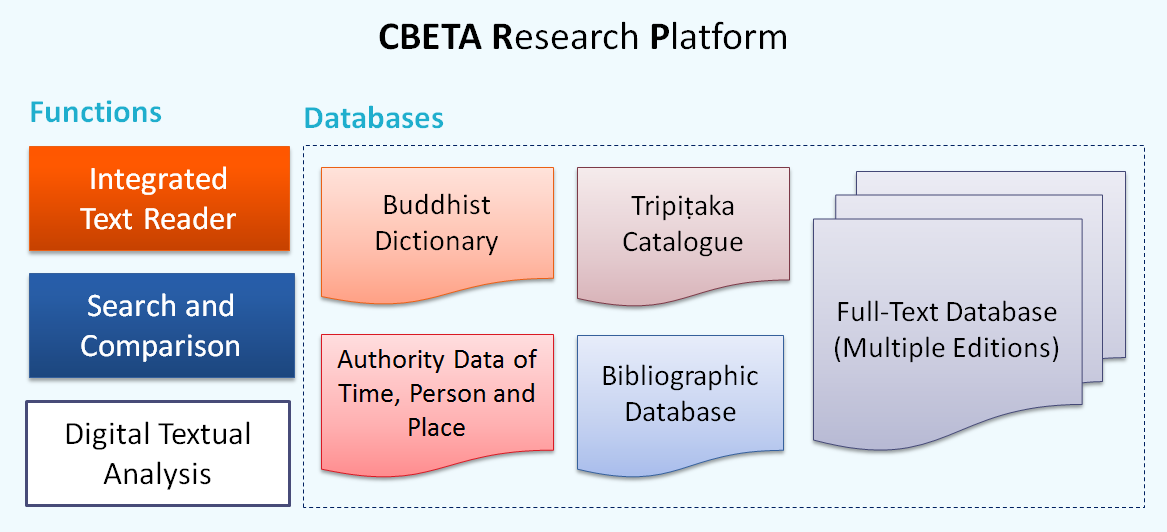 CBETA Research Platform
Functions
Integrated
Text Reader
Search and
Comparison
Digital Textual
Analysis
Databases
Buddhist
Dictionary
Tripiṭaka
Catalogue
Authority Data of
Time, Person and
Place
Bibliographic
Database
Full-Text Database
(Multiple Editions)